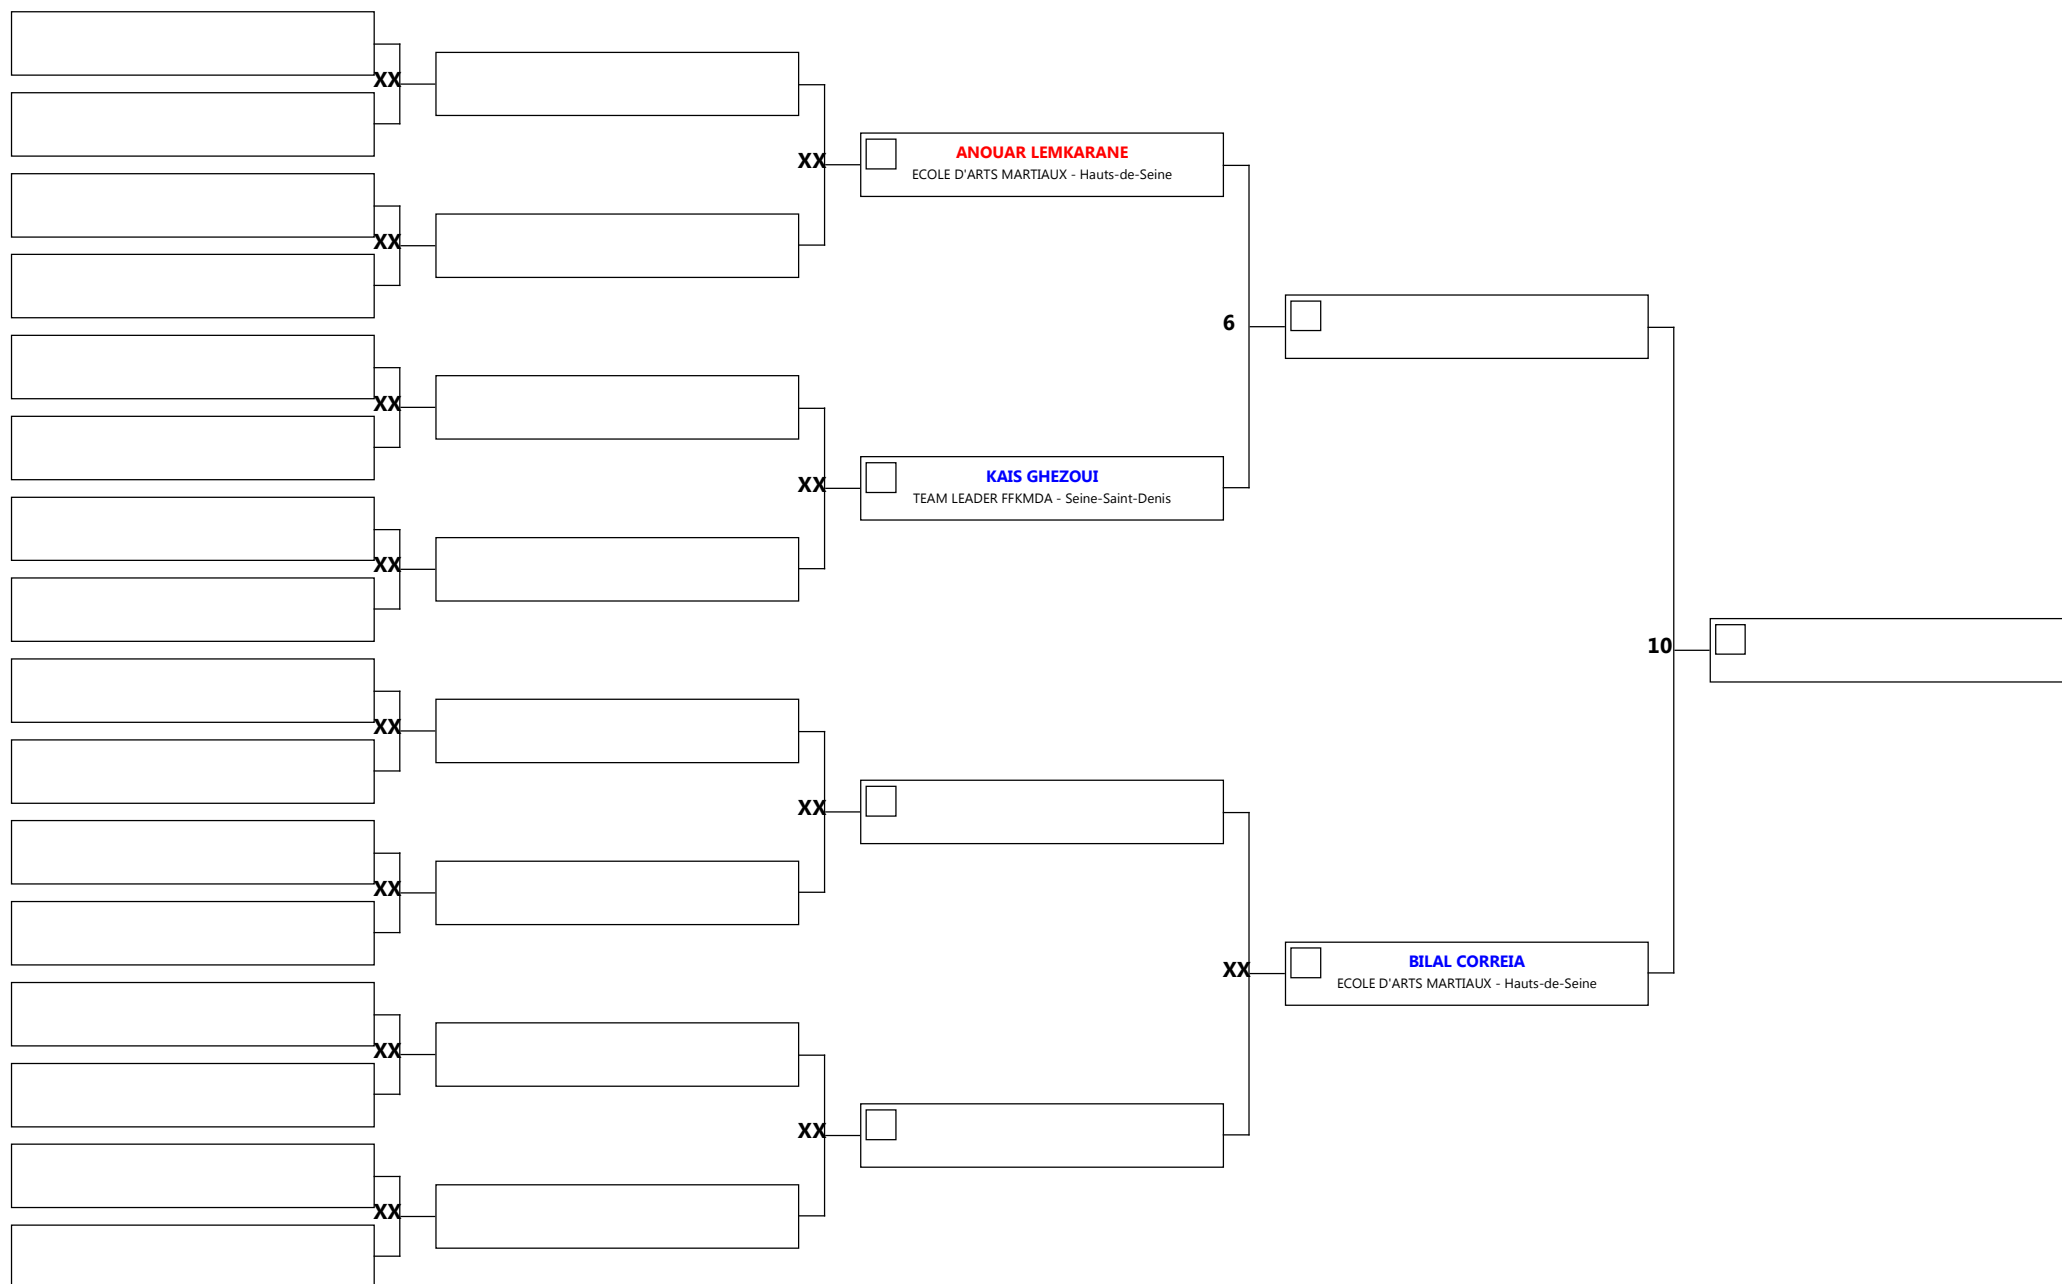 XX
XX
ANOUAR LEMKARANE
ECOLE D'ARTS MARTIAUX - Hauts-de-Seine
XX
6
XX
XX
KAIS GHEZOUI
TEAM LEADER FFKMDA - Seine-Saint-Denis
XX
10
XX
XX
XX
XX
BILAL CORREIA
ECOLE D'ARTS MARTIAUX - Hauts-de-Seine
XX
XX
XX
XX